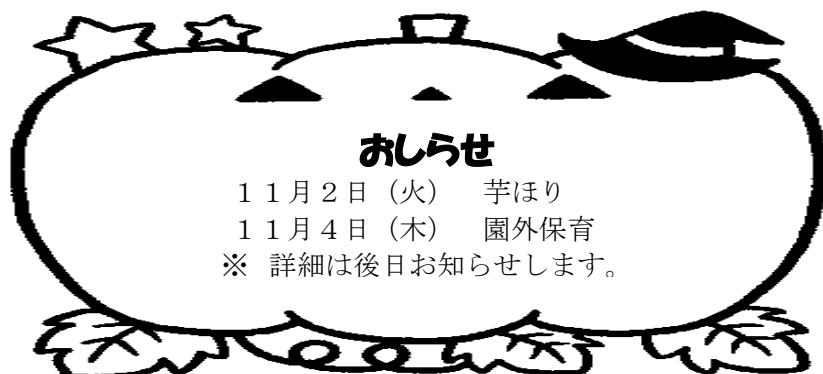 おしらせ
１１月２日（火）　芋ほり
１１月４日（木）　園外保育
※ 詳細は後日お知らせします。